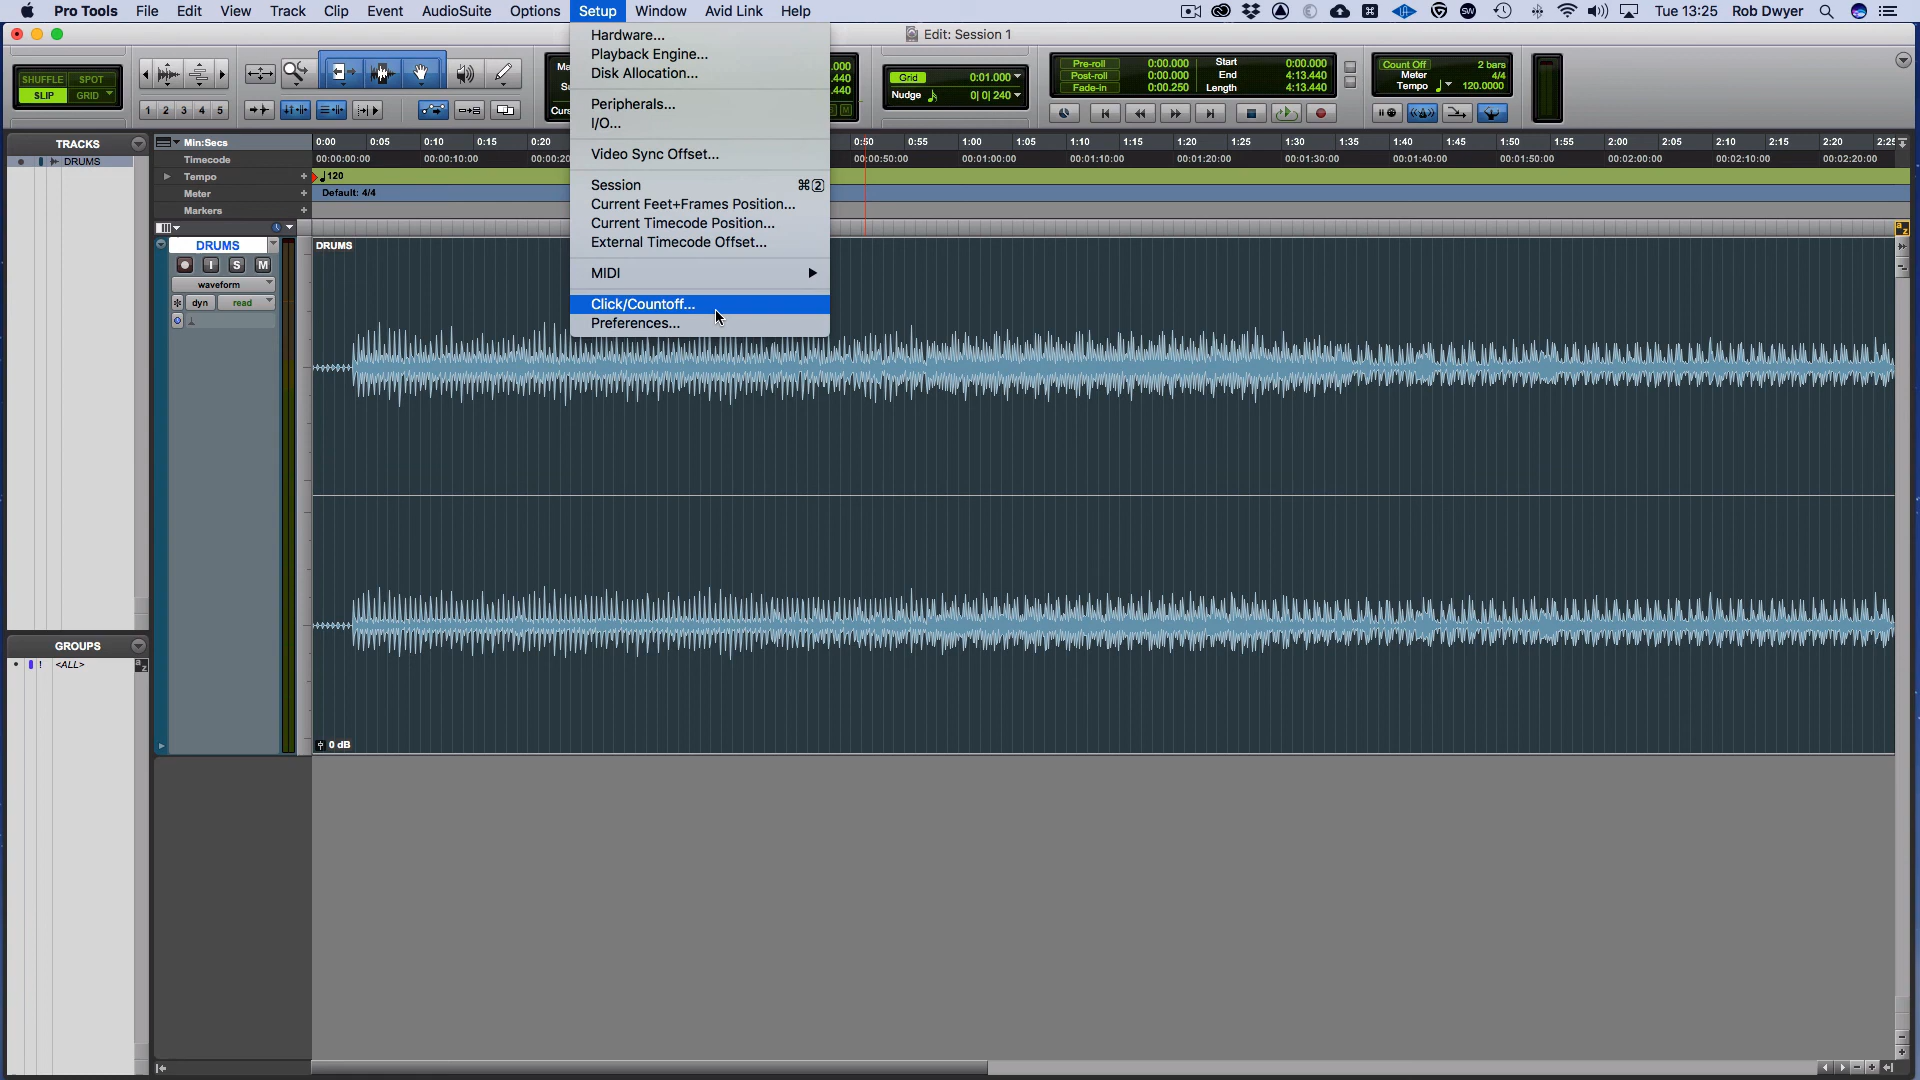 Pro Tools File Edit View Track Clip Event AudioSuite Options Setup Window Avid Link Help Tue 13:25 Rob Dwyer
Edit: Session 1
Hardware...
Playback Engine...
Disk Allocation...
Peripherals...
I/O...
Video Sync Offset...
Session ⌘2
Current Feet+Frames Position...
Current Timecode Position...
External Timecode Offset...
MIDI
Click/Countoff...
Preferences...
SHUFFLE SPOT
SLIP GRID
1 2 3 4 5
Ma
Curs
.000
.440
.440
Grid 0:01.000
Nudge 0| 0| 240
Pre-roll 0:00.000 Start 0:00.000
Post-roll 0:00.000 End 4:13.440
Fade-in 0:00.250 Length 4:13.440
Count Off 2 bars
Meter 4/4
Tempo 120.0000
TRACKS
DRUMS
Min:Secs 0:00 0:05 0:10 0:15 0:20 0:50 0:55 1:00 1:05 1:10 1:15 1:20 1:25 1:30 1:35 1:40 1:45 1:50 1:55 2:00 2:05 2:10 2:15 2:20 2:25
Timecode 00:00:00:00 00:00:10:00 00:00:20 00:00:50:00 00:01:00:00 00:01:10:00 00:01:20:00 00:01:30:00 00:01:40:00 00:01:50:00 00:02:00:00 00:02:10:00 00:02:20:00
Tempo + 120
Meter Default: 4/4
Markers +
DRUMS
I S M
waveform
dyn read
DRUMS
0 dB
GROUPS
! <ALL>
a z
a z